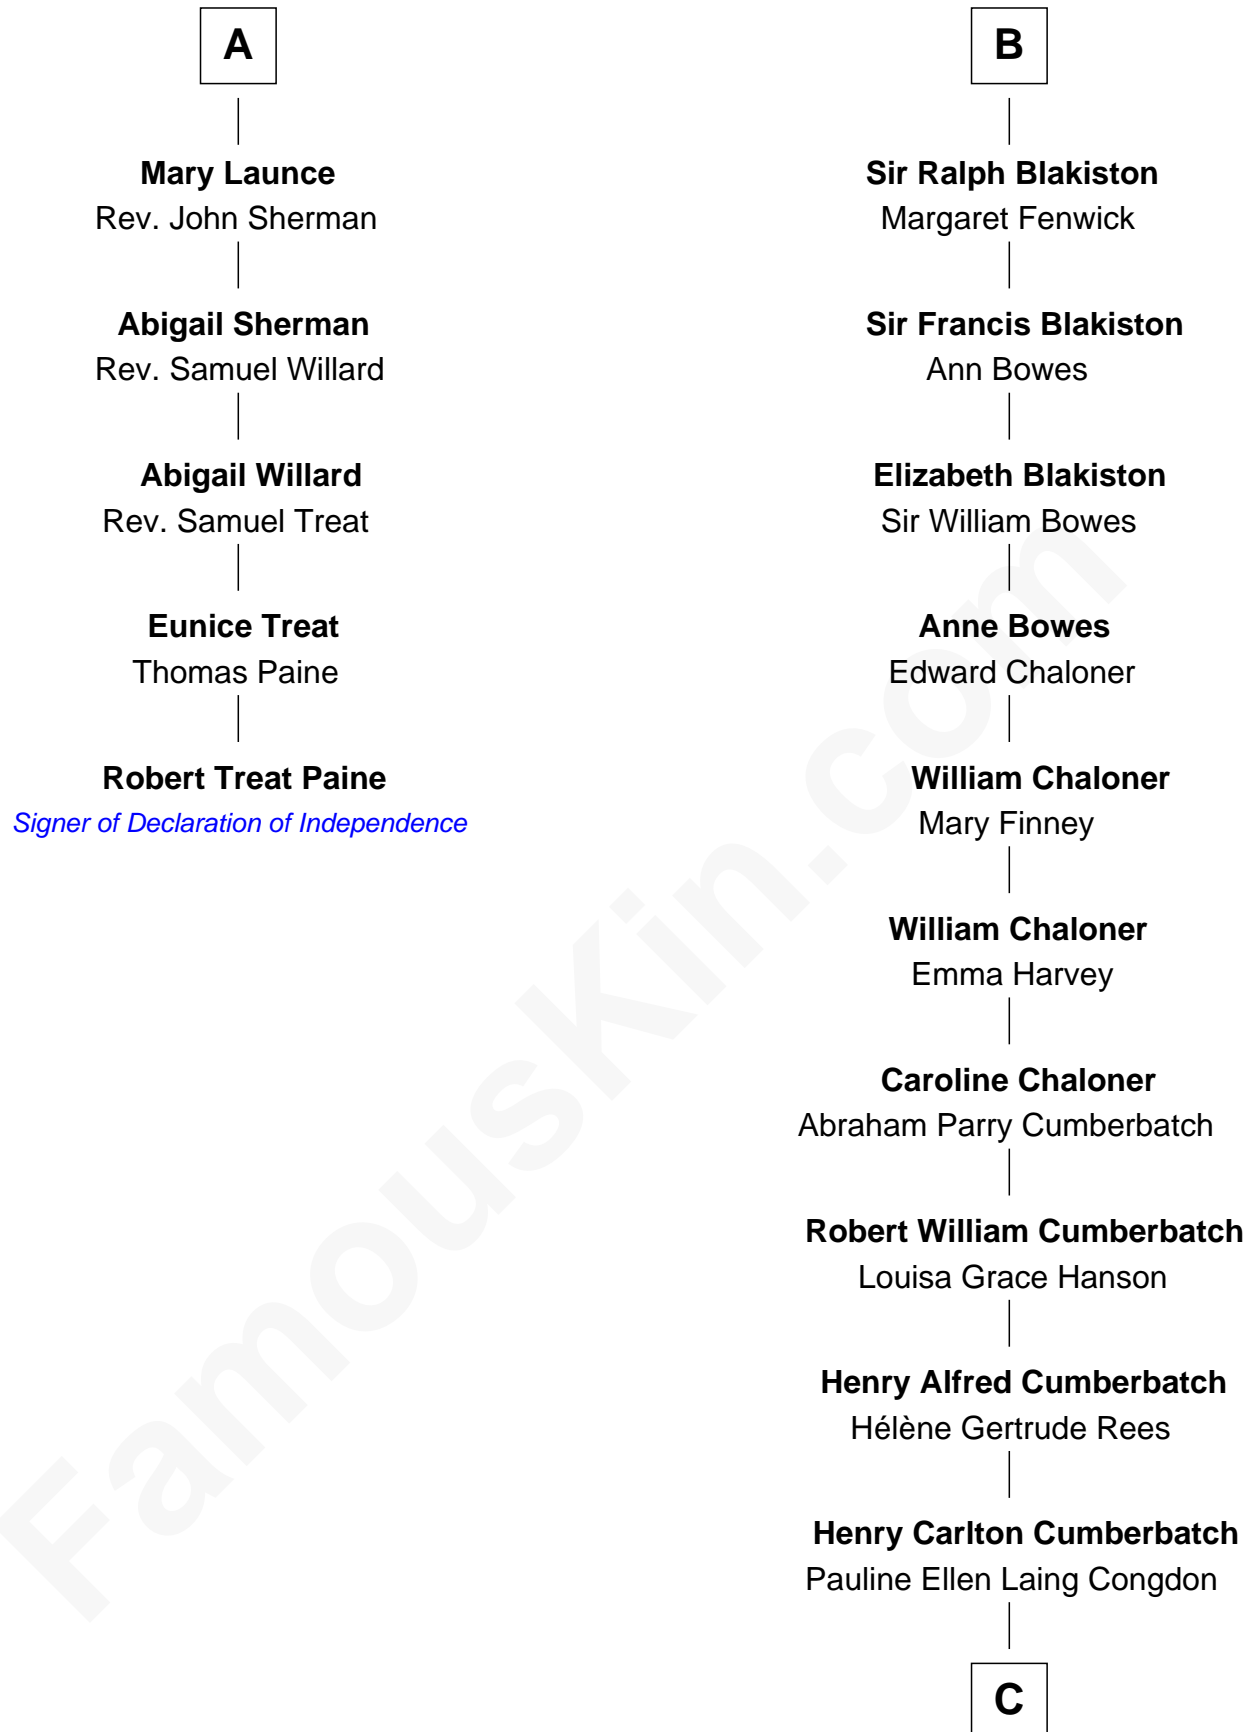 A
Mary Launce
Rev. John Sherman
Abigail Sherman
Rev. Samuel Willard
Abigail Willard
Rev. Samuel Treat
Eunice Treat
Thomas Paine
Robert Treat Paine
Signer of Declaration of Independence
B
Sir Ralph Blakiston
Margaret Fenwick
Sir Francis Blakiston
Ann Bowes
Elizabeth Blakiston
Sir William Bowes
Anne Bowes
Edward Chaloner
William Chaloner
Mary Finney
William Chaloner
Emma Harvey
Caroline Chaloner
Abraham Parry Cumberbatch
Robert William Cumberbatch
Louisa Grace Hanson
Henry Alfred Cumberbatch
Hélène Gertrude Rees
Henry Carlton Cumberbatch
Pauline Ellen Laing Congdon
C
FamousKin.com